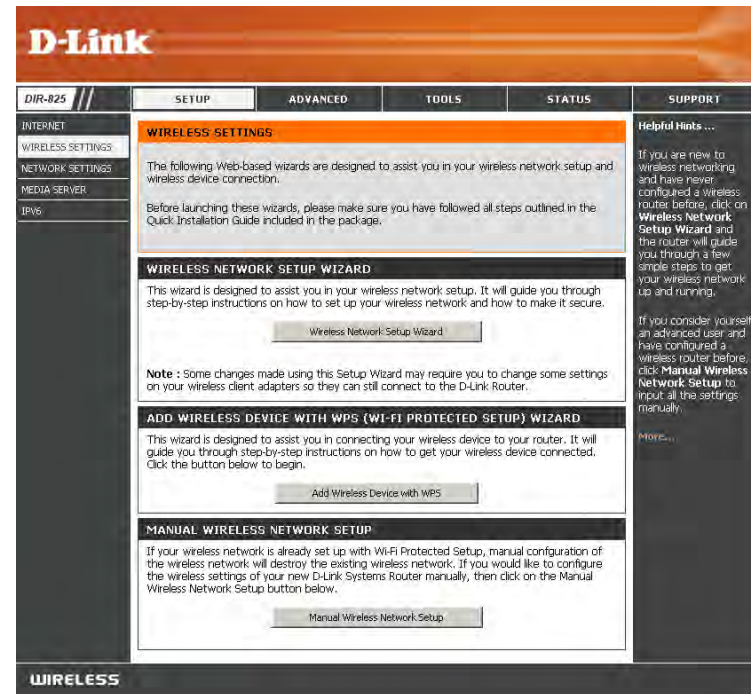 D-Link
DIR-825 //
SETUP
ADVANCED
TOOLS
STATUS
SUPPORT
INTERNET
WIRELESS SETTINGS
NETWORK SETTINGS
MEDIA SERVER
IPV6
WIRELESS SETTINGS
The following Web-based wizards are designed to assist you in your wireless network setup and
wireless device connection.
Before launching these wizards, please make sure you have followed all steps outlined in the
Quick Installation Guide included in the package.
WIRELESS NETWORK SETUP WIZARD
This wizard is designed to assist you in your wireless network setup. It will guide you through
step-by-step instructions on how to set up your wireless network and how to make it secure.
Wireless Network Setup Wizard
Note : Some changes made using this Setup Wizard may require you to change some settings
on your wireless client adapters so they can still connect to the D-Link Router.
ADD WIRELESS DEVICE WITH WPS (WI-FI PROTECTED SETUP) WIZARD
This wizard is designed to assist you in connecting your wireless device to your router. It will
guide you through step-by-step instructions on how to get your wireless device connected.
Click the button below to begin.
Add Wireless Device with WPS
MANUAL WIRELESS NETWORK SETUP
If your wireless network is already set up with Wi-Fi Protected Setup, manual confguration of
the wireless network will destroy the existing wireless network. If you would like to configure
the wireless settings of your new D-Link Systems Router manually, then click on the Manual
Wireless Network Setup button below.
Manual Wireless Network Setup
Helpful Hints ...
If you are new to
wireless networking
and have never
configured a wireless
router before, click on
Wireless Network
Setup Wizard and
the router will guide
you through a few
simple steps to get
your wireless network
up and running.
If you consider yourself
an advanced user and
have configured a
wireless router before,
click Manual Wireless
Network Setup to
input all the settings
manually.
More...
WIRELESS